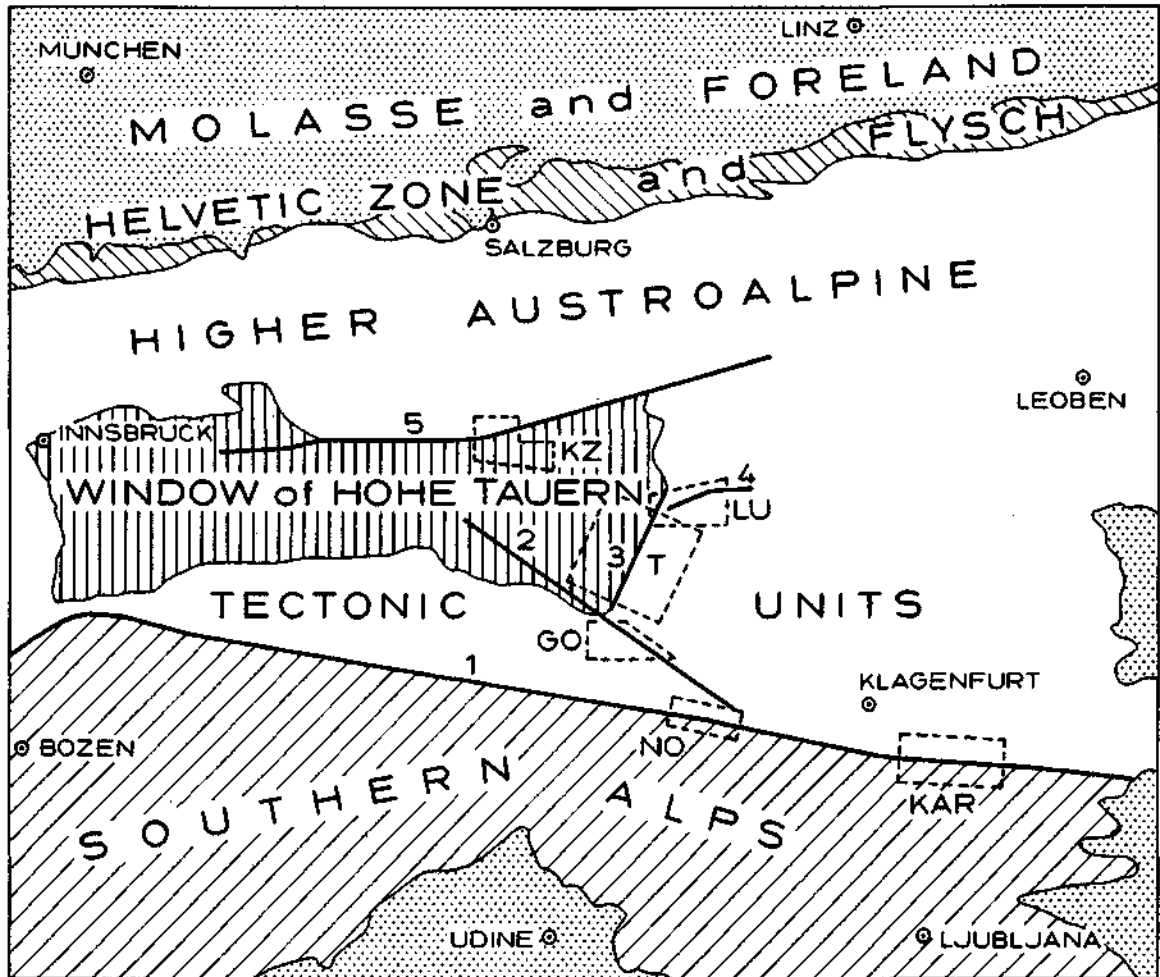 LINZ
MUNCHEN
MOLASSE and FORELAND
HELVETIC ZONE and FLYSCH
SALZBURG
HIGHER AUSTROALPINE
LEOBEN
INNSBRUCK
5
KZ
WINDOW of HOHE TAUERN
4
LU
2
3
T
TECTONIC UNITS
GO
1
KLAGENFURT
NO
BOZEN
KAR
SOUTHERN ALPS
UDINE
LJUBLJANA